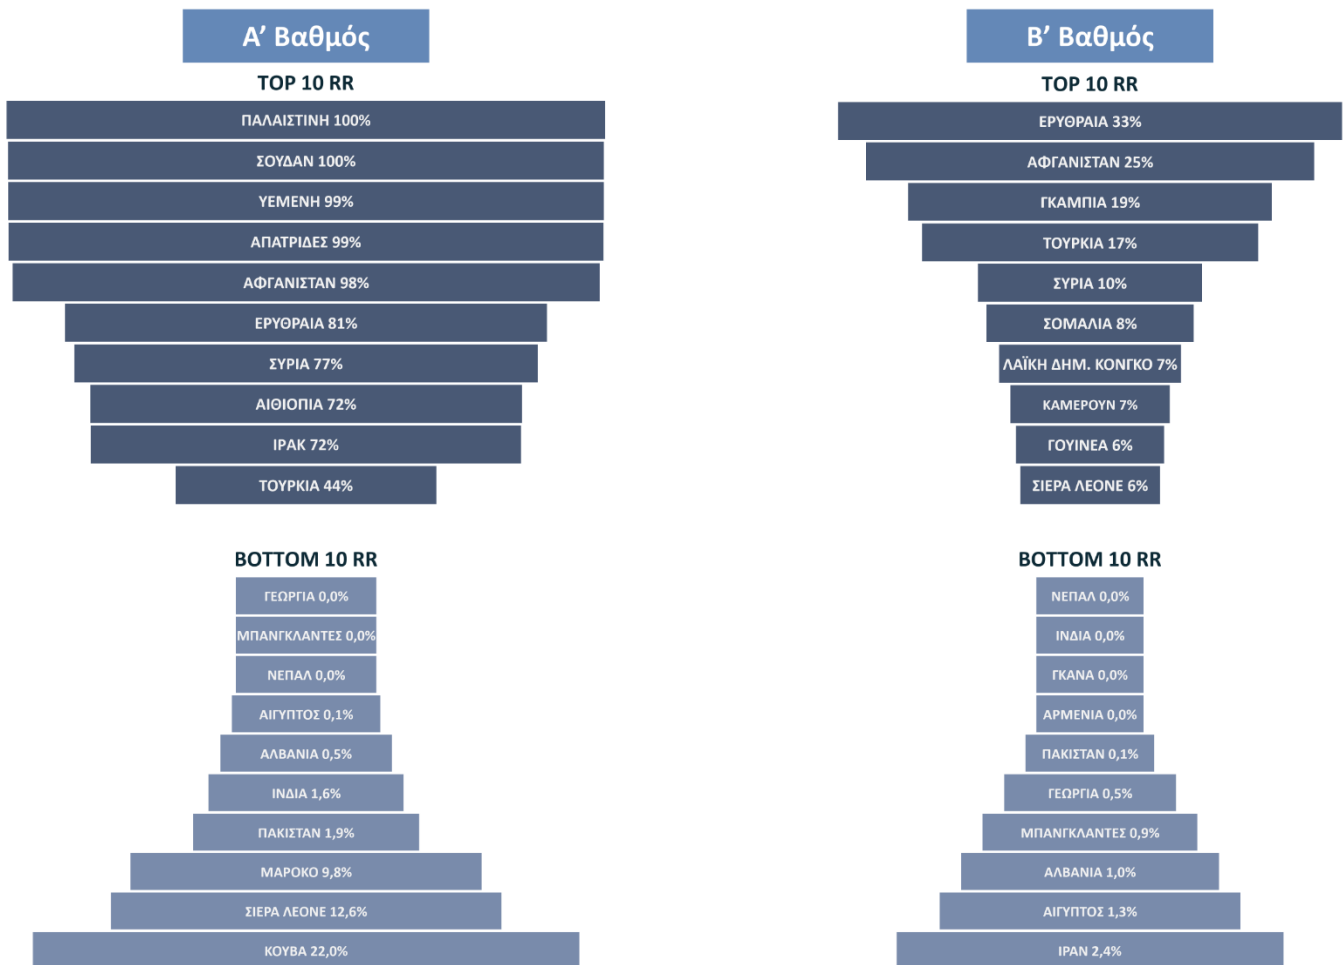 Α’ Βαθμός
TOP 10 RR
ΠΑΛΑΙΣΤΙΝΗ 100%
ΣΟΥΔΑΝ 100%
ΥΕΜΕΝΗ 99%
ΑΠΑΤΡΙΔΕΣ 99%
ΑΦΓΑΝΙΣΤΑΝ 98%
ΕΡΥΘΡΑΙΑ 81%
ΣΥΡΙΑ 77%
ΑΙΘΙΟΠΙΑ 72%
ΙΡΑΚ 72%
ΤΟΥΡΚΙΑ 44%
BOTTOM 10 RR
ΓΕΩΡΓΙΑ 0,0%
ΜΠΑΝΓΚΛΑΝΤΕΣ 0,0%
ΝΕΠΑΛ 0,0%
ΑΙΓΥΠΤΟΣ 0,1%
ΑΛΒΑΝΙΑ 0,5%
ΙΝΔΙΑ 1,6%
ΠΑΚΙΣΤΑΝ 1,9%
ΜΑΡΟΚΟ 9,8%
ΣΙΕΡΑ ΛΕΟΝΕ 12,6%
ΚΟΥΒΑ 22,0%
Β’ Βαθμός
TOP 10 RR
ΕΡΥΘΡΑΙΑ 33%
ΑΦΓΑΝΙΣΤΑΝ 25%
ΓΚΑΜΠΙΑ 19%
ΤΟΥΡΚΙΑ 17%
ΣΥΡΙΑ 10%
ΣΟΜΑΛΙΑ 8%
ΛΑΪΚΗ ΔΗΜ. ΚΟΝΓΚΟ 7%
ΚΑΜΕΡΟΥΝ 7%
ΓΟΥΙΝΕΑ 6%
ΣΙΕΡΑ ΛΕΟΝΕ 6%
BOTTOM 10 RR
ΝΕΠΑΛ 0,0%
ΙΝΔΙΑ 0,0%
ΓΚΑΝΑ 0,0%
ΑΡΜΕΝΙΑ 0,0%
ΠΑΚΙΣΤΑΝ 0,1%
ΓΕΩΡΓΙΑ 0,5%
ΜΠΑΝΓΚΛΑΝΤΕΣ 0,9%
ΑΛΒΑΝΙΑ 1,0%
ΑΙΓΥΠΤΟΣ 1,3%
ΙΡΑΝ 2,4%